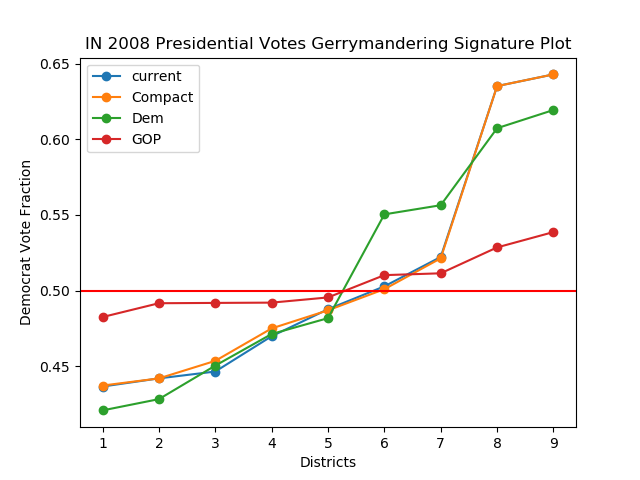 IN 2008 Presidential Votes Gerrymandering Signature Plot
current
Compact
Dem
GOP
0.65
0.60
0.55
0.50
0.45
Democrat Vote Fraction
1 2 3 4 5 6 7 8 9
Districts